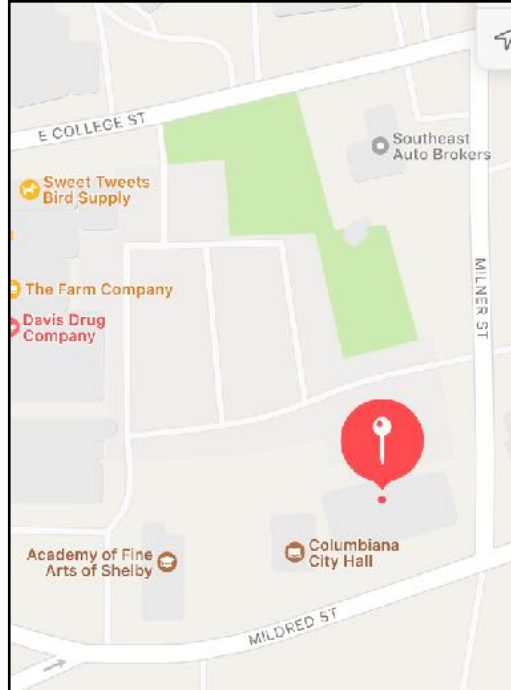 E COLLEGE ST
Southeast
Auto Brokers
Sweet Tweets
Bird Supply
MILNER ST
The Farm Company
Davis Drug
Company
Columbiana
City Hall
Academy of Fine
Arts of Shelby
MILDRED ST